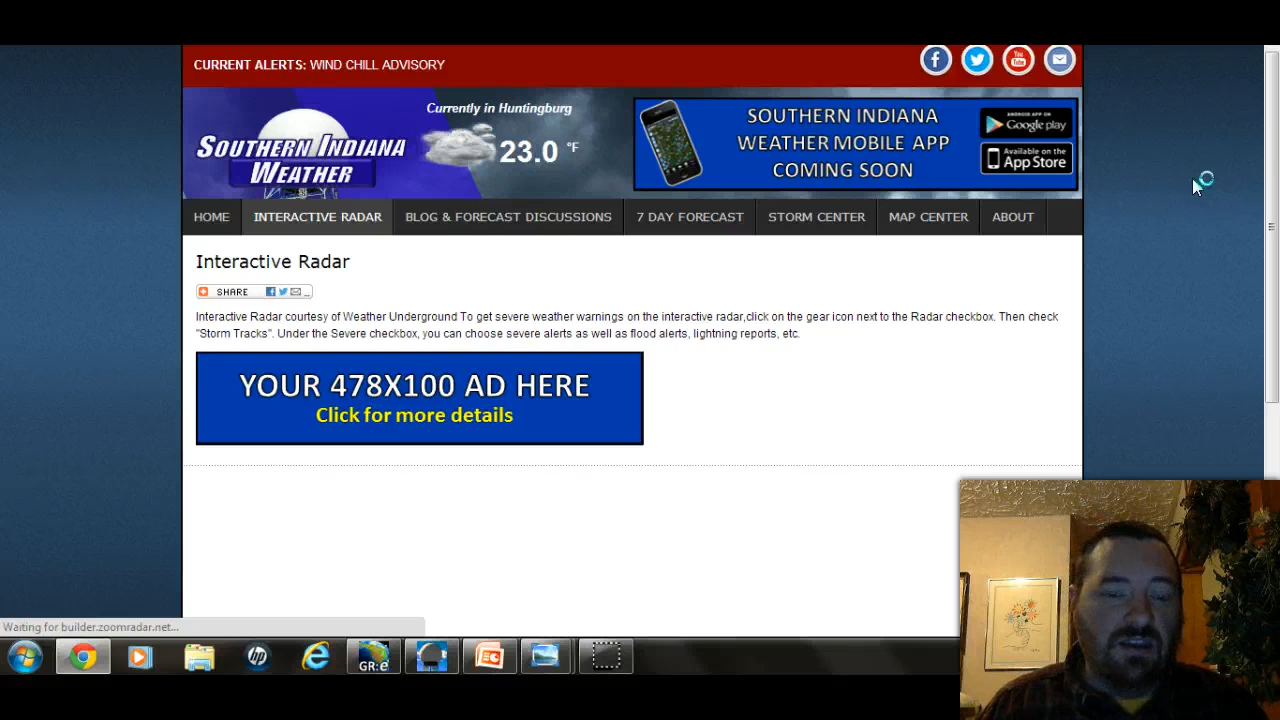 CURRENT ALERTS: WIND CHILL ADVISORY
SOUTHERN INDIANA
WEATHER
Currently in Huntingburg
23.0 °F
SOUTHERN INDIANA
WEATHER MOBILE APP
COMING SOON
ANDROID APP ON
Google play
Available on the
App Store
HOME INTERACTIVE RADAR BLOG & FORECAST DISCUSSIONS 7 DAY FORECAST STORM CENTER MAP CENTER ABOUT
Interactive Radar
SHARE
Interactive Radar courtesy of Weather Underground To get severe weather warnings on the interactive radar,click on the gear icon next to the Radar checkbox. Then check
"Storm Tracks". Under the Severe checkbox, you can choose severe alerts as well as flood alerts, lightning reports, etc.
YOUR 478X100 AD HERE
Click for more details
Waiting for builder.zoomradar.net...
hp
GR:e